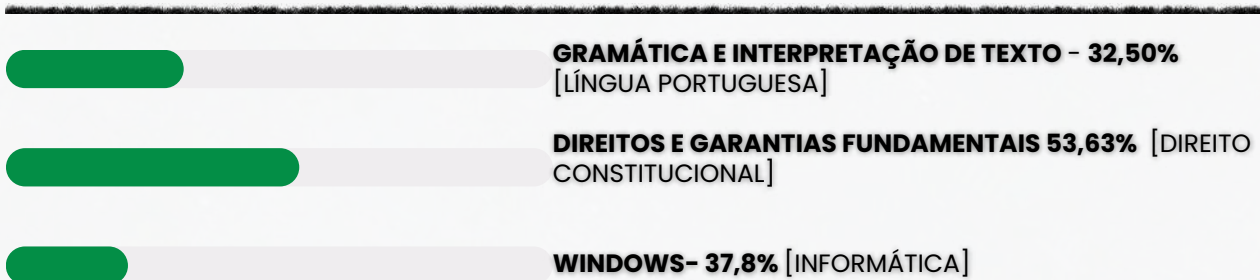 GRAMÁTICA E INTERPRETAÇÃO DE TEXTO - 32,50%
[LÍNGUA PORTUGUESA]
DIREITOS E GARANTIAS FUNDAMENTAIS 53,63% [DIREITO
CONSTITUCIONAL]
WINDOWS- 37,8% [INFORMÁTICA]